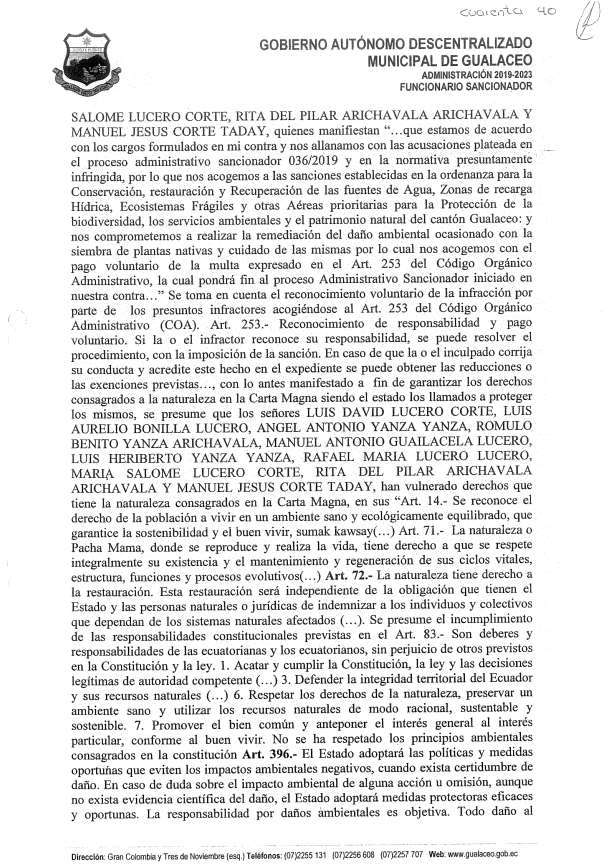 cuarenta 40
GOBIERNO AUTÓNOMO DESCENTRALIZADO
MUNICIPAL DE GUALACEO
ADMINISTRACIÓN 2019-2023
FUNCIONARIO SANCIONADOR
SALOME LUCERO CORTE, RITA DEL PILAR ARICHAVALA ARICHAVALA Y
MANUEL JESUS CORTE TADAY, quienes manifiestan “…que estamos de acuerdo
con los cargos formulados en mi contra y nos allanamos con las acusaciones plateada en
el proceso administrativo sancionador 036/2019 y en la normativa presuntamente
infringida, por lo que nos acogemos a las sanciones establecidas en la ordenanza para la
Conservación, restauración y Recuperación de las fuentes de Agua, Zonas de recarga
Hídrica, Ecosistemas Frágiles y otras Aéreas prioritarias para la Protección de la
biodiversidad, los servicios ambientales y el patrimonio natural del cantón Gualaceo: y
nos comprometemos a realizar la remediación del daño ambiental ocasionado con la
siembra de plantas nativas y cuidado de las mismas por lo cual nos acogemos con el
pago voluntario de la multa expresado en el Art. 253 del Código Orgánico
Administrativo, la cual pondrá fin al proceso Administrativo Sancionador iniciado en
nuestra contra…” Se toma en cuenta el reconocimiento voluntario de la infracción por
parte de los presuntos infractores acogiéndose al Art. 253 del Código Orgánico
Administrativo (COA). Art. 253.- Reconocimiento de responsabilidad y pago
voluntario. Si la o el infractor reconoce su responsabilidad, se puede resolver el
procedimiento, con la imposición de la sanción. En caso de que la o el inculpado corrija
su conducta y acredite este hecho en el expediente se puede obtener las reducciones o
las exenciones previstas…, con lo antes manifestado a fin de garantizar los derechos
consagrados a la naturaleza en la Carta Magna siendo el estado los llamados a proteger
los mismos, se presume que los señores LUIS DAVID LUCERO CORTE, LUIS
AURELIO BONILLA LUCERO, ANGEL ANTONIO YANZA YANZA, ROMULO
BENITO YANZA ARICHAVALA, MANUEL ANTONIO GUAILACELA LUCERO,
LUIS HERIBERTO YANZA YANZA, RAFAEL MARIA LUCERO LUCERO,
MARIA SALOME LUCERO CORTE, RITA DEL PILAR ARICHAVALA
ARICHAVALA Y MANUEL JESUS CORTE TADAY, han vulnerado derechos que
tiene la naturaleza consagrados en la Carta Magna, en sus “Art. 14.- Se reconoce el
derecho de la población a vivir en un ambiente sano y ecológicamente equilibrado, que
garantice la sostenibilidad y el buen vivir, sumak kawsay(…) Art. 71.- La naturaleza o
Pacha Mama, donde se reproduce y realiza la vida, tiene derecho a que se respete
integralmente su existencia y el mantenimiento y regeneración de sus ciclos vitales,
estructura, funciones y procesos evolutivos(…) Art. 72.- La naturaleza tiene derecho a
la restauración. Esta restauración será independiente de la obligación que tienen el
Estado y las personas naturales o jurídicas de indemnizar a los individuos y colectivos
que dependan de los sistemas naturales afectados (…). Se presume el incumplimiento
de las responsabilidades constitucionales previstas en el Art. 83.- Son deberes y
responsabilidades de las ecuatorianas y los ecuatorianos, sin perjuicio de otros previstos
en la Constitución y la ley. 1. Acatar y cumplir la Constitución, la ley y las decisiones
legítimas de autoridad competente (…) 3. Defender la integridad territorial del Ecuador
y sus recursos naturales (…) 6. Respetar los derechos de la naturaleza, preservar un
ambiente sano y utilizar los recursos naturales de modo racional, sustentable y
sostenible. 7. Promover el bien común y anteponer el interés general al interés
particular, conforme al buen vivir. No se ha respetado los principios ambientales
consagrados en la constitución Art. 396.- El Estado adoptará las políticas y medidas
oportunas que eviten los impactos ambientales negativos, cuando exista certidumbre de
daño. En caso de duda sobre el impacto ambiental de alguna acción u omisión, aunque
no exista evidencia científica del daño, el Estado adoptará medidas protectoras eficaces
y oportunas. La responsabilidad por daños ambientales es objetiva. Todo daño al
Dirección: Gran Colombia y Tres de Noviembre (esq.) Teléfonos: (07)2255 131 (07)2256 608 (07)2257 707 Web: www.gualaceo.gob.ec